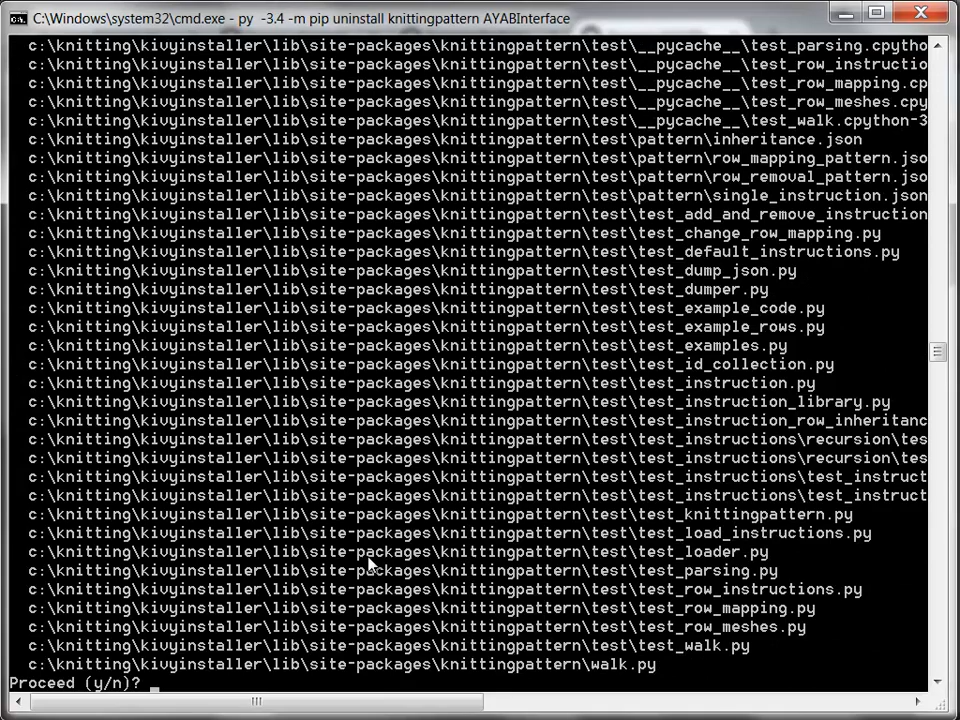 C:\Windows\system32\cmd.exe - py  -3.4 -m pip uninstall knittingpattern AYABInterface
c:\knitting\kivyinstaller\lib\site-packages\knittingpattern\test\__pycache__\test_parsing.cpytho
c:\knitting\kivyinstaller\lib\site-packages\knittingpattern\test\__pycache__\test_row_instructio
c:\knitting\kivyinstaller\lib\site-packages\knittingpattern\test\__pycache__\test_row_mapping.cp
c:\knitting\kivyinstaller\lib\site-packages\knittingpattern\test\__pycache__\test_row_meshes.cpy
c:\knitting\kivyinstaller\lib\site-packages\knittingpattern\test\__pycache__\test_walk.cpython-3
c:\knitting\kivyinstaller\lib\site-packages\knittingpattern\test\pattern\inheritance.json
c:\knitting\kivyinstaller\lib\site-packages\knittingpattern\test\pattern\row_mapping_pattern.jso
c:\knitting\kivyinstaller\lib\site-packages\knittingpattern\test\pattern\row_removal_pattern.jso
c:\knitting\kivyinstaller\lib\site-packages\knittingpattern\test\pattern\single_instruction.json
c:\knitting\kivyinstaller\lib\site-packages\knittingpattern\test\test_add_and_remove_instruction
c:\knitting\kivyinstaller\lib\site-packages\knittingpattern\test\test_change_row_mapping.py
c:\knitting\kivyinstaller\lib\site-packages\knittingpattern\test\test_default_instructions.py
c:\knitting\kivyinstaller\lib\site-packages\knittingpattern\test\test_dump_json.py
c:\knitting\kivyinstaller\lib\site-packages\knittingpattern\test\test_dumper.py
c:\knitting\kivyinstaller\lib\site-packages\knittingpattern\test\test_example_code.py
c:\knitting\kivyinstaller\lib\site-packages\knittingpattern\test\test_example_rows.py
c:\knitting\kivyinstaller\lib\site-packages\knittingpattern\test\test_examples.py
c:\knitting\kivyinstaller\lib\site-packages\knittingpattern\test\test_id_collection.py
c:\knitting\kivyinstaller\lib\site-packages\knittingpattern\test\test_instruction.py
c:\knitting\kivyinstaller\lib\site-packages\knittingpattern\test\test_instruction_library.py
c:\knitting\kivyinstaller\lib\site-packages\knittingpattern\test\test_instruction_row_inheritanc
c:\knitting\kivyinstaller\lib\site-packages\knittingpattern\test\test_instructions\recursion\tes
c:\knitting\kivyinstaller\lib\site-packages\knittingpattern\test\test_instructions\recursion\tes
c:\knitting\kivyinstaller\lib\site-packages\knittingpattern\test\test_instructions\test_instruct
c:\knitting\kivyinstaller\lib\site-packages\knittingpattern\test\test_instructions\test_instruct
c:\knitting\kivyinstaller\lib\site-packages\knittingpattern\test\test_knittingpattern.py
c:\knitting\kivyinstaller\lib\site-packages\knittingpattern\test\test_load_instructions.py
c:\knitting\kivyinstaller\lib\site-packages\knittingpattern\test\test_loader.py
c:\knitting\kivyinstaller\lib\site-packages\knittingpattern\test\test_parsing.py
c:\knitting\kivyinstaller\lib\site-packages\knittingpattern\test\test_row_instructions.py
c:\knitting\kivyinstaller\lib\site-packages\knittingpattern\test\test_row_mapping.py
c:\knitting\kivyinstaller\lib\site-packages\knittingpattern\test\test_row_meshes.py
c:\knitting\kivyinstaller\lib\site-packages\knittingpattern\test\test_walk.py
c:\knitting\kivyinstaller\lib\site-packages\knittingpattern\walk.py
Proceed (y/n)? _